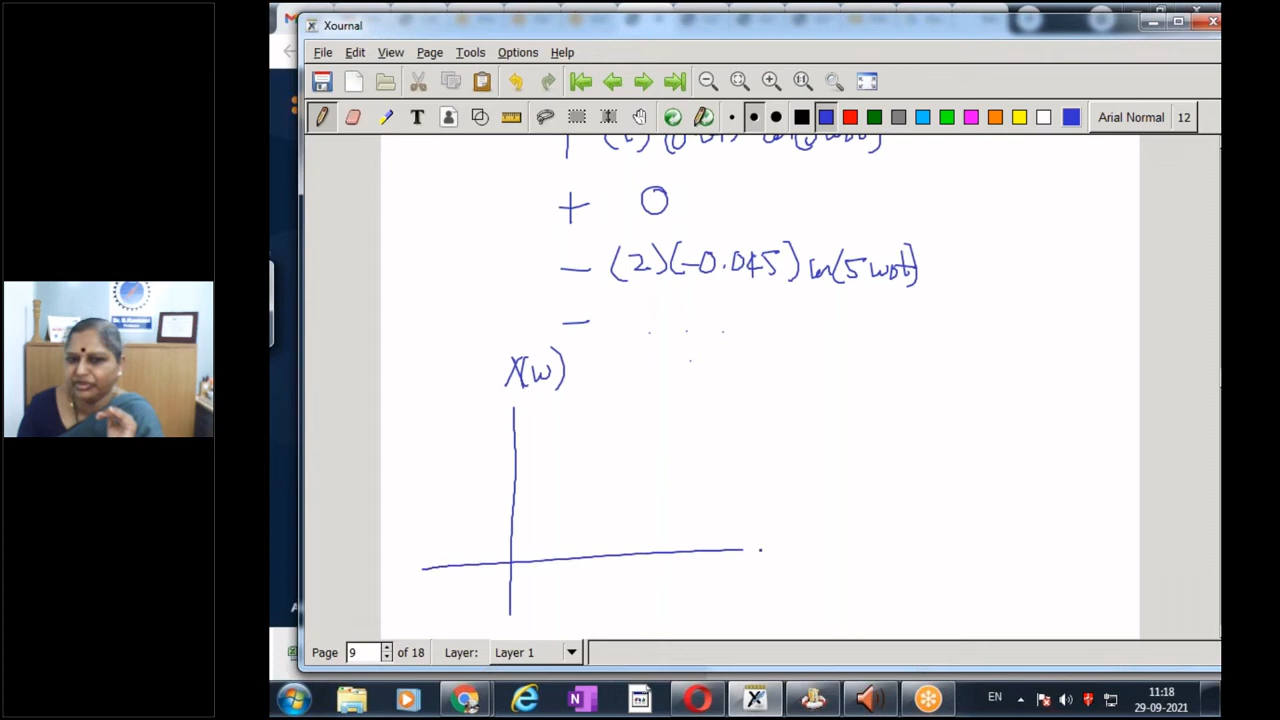 Xournal
File Edit View Page Tools Options Help
T Arial Normal 12
+ 0
- (2)(-0.045) cos(5ω0t)
- . . .
X(ω)
Page 9 of 18 Layer: Layer 1
EN 11:18
29-09-2021